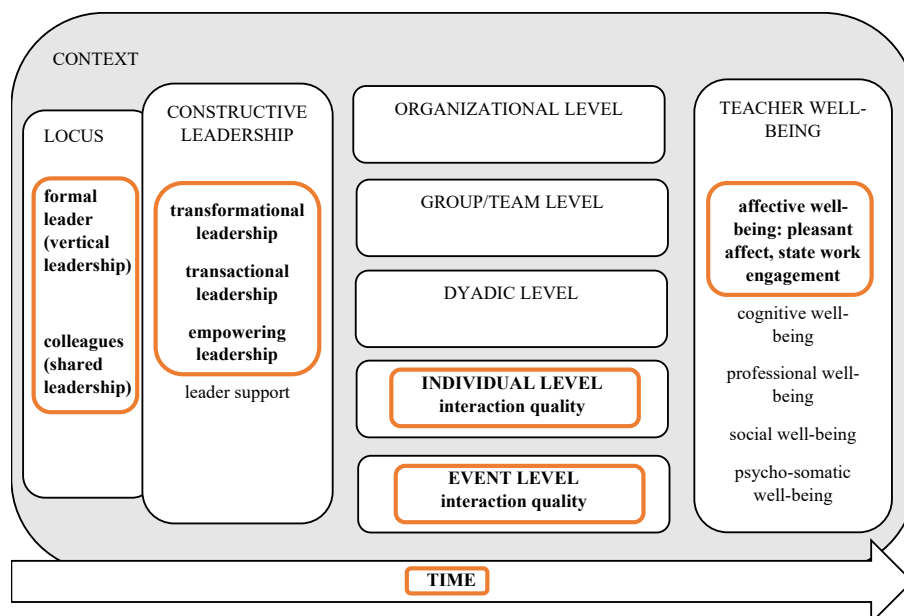 CONTEXT
LOCUS
formal
leader
(vertical
leadership)
colleagues
(shared
leadership)
CONSTRUCTIVE
LEADERSHIP
transformational
leadership
transactional
leadership
empowering
leadership
leader support
ORGANIZATIONAL LEVEL
GROUP/TEAM LEVEL
DYADIC LEVEL
INDIVIDUAL LEVEL
interaction quality
EVENT LEVEL
interaction quality
TEACHER WELL-
BEING
affective well-
being: pleasant
affect, state work
engagement
cognitive well-
being
professional well-
being
social well-being
psycho-somatic
well-being
TIME